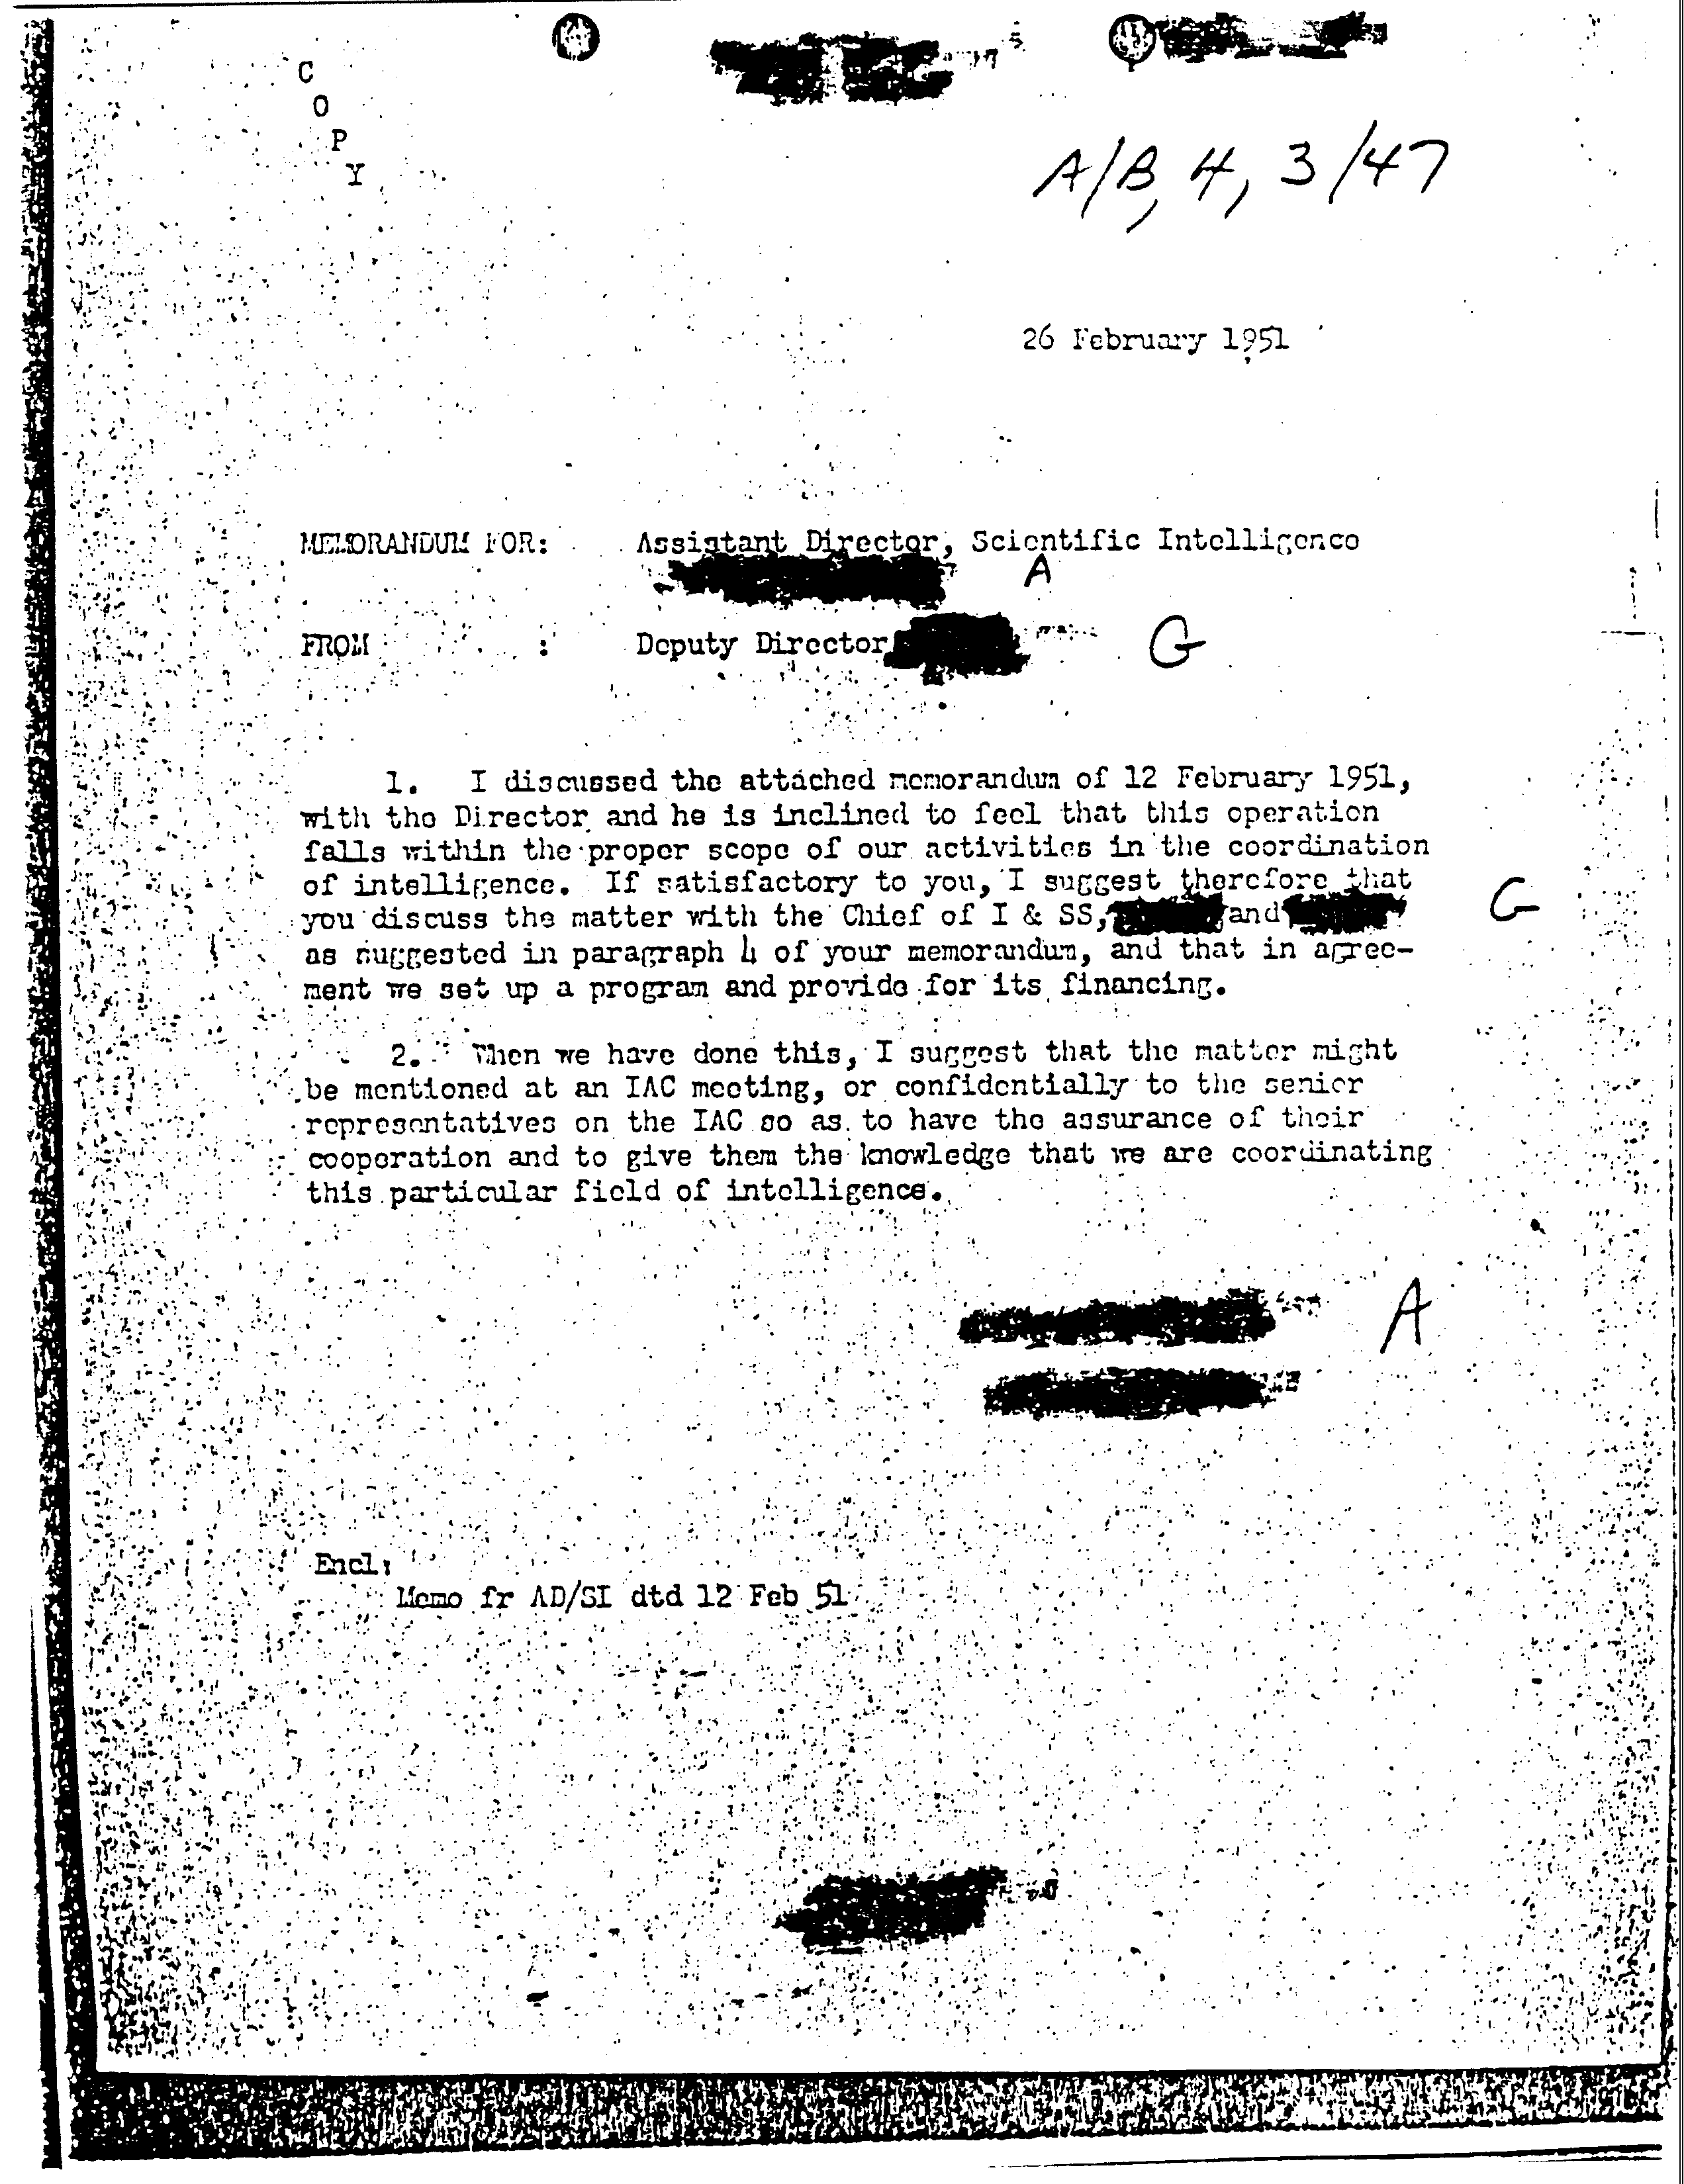 C
O
P
Y
A/B, 4, 3/47
26 February 1951
MEMORANDUM FOR: Assistant Director, Scientific Intelligence
A
FROM : Deputy Director
G
1. I discussed the attached memorandum of 12 February 1951,
with the Director and he is inclined to feel that this operation
falls within the proper scope of our activities in the coordination
of intelligence. If satisfactory to you, I suggest therefore that
you discuss the matter with the Chief of I & SS, and
G
as suggested in paragraph 4 of your memorandum, and that in agree-
ment we set up a program and provide for its financing.
2. When we have done this, I suggest that the matter might
be mentioned at an IAC meeting, or confidentially to the senior
representatives on the IAC so as to have the assurance of their
cooperation and to give them the knowledge that we are coordinating
this particular field of intelligence.
A
Encl:
Memo fr AD/SI dtd 12 Feb 51